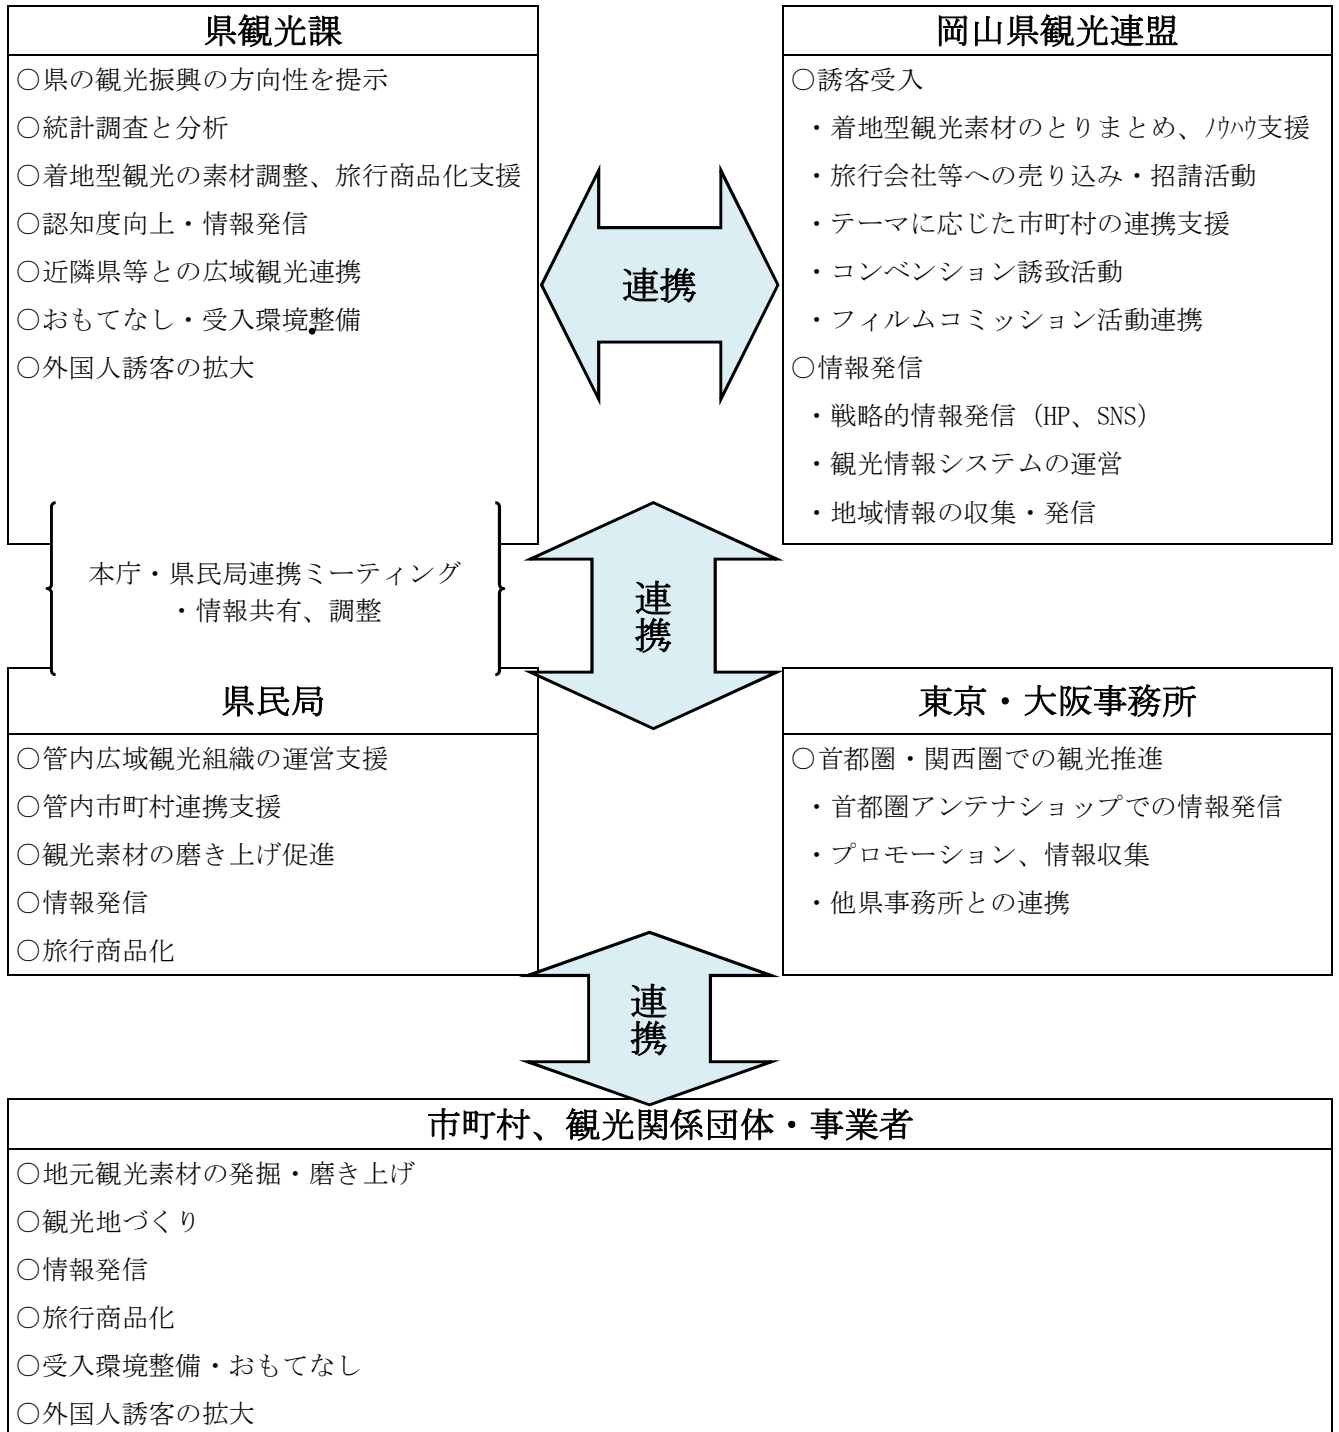 県観光課
○県の観光振興の方向性を提示
○統計調査と分析
○着地型観光の素材調整、旅行商品化支援
○認知度向上・情報発信
○近隣県等との広域観光連携
○おもてなし・受入環境整備
○外国人誘客の拡大
連携
岡山県観光連盟
○誘客受入
・着地型観光素材のとりまとめ、ﾉｳﾊｳ支援
・旅行会社等への売り込み・招請活動
・テーマに応じた市町村の連携支援
・コンベンション誘致活動
・フィルムコミッション活動連携
○情報発信
・戦略的情報発信（HP、SNS）
・観光情報システムの運営
・地域情報の収集・発信
本庁・県民局連携ミーティング
・情報共有、調整
連携
県民局
○管内広域観光組織の運営支援
○管内市町村連携支援
○観光素材の磨き上げ促進
○情報発信
○旅行商品化
東京・大阪事務所
○首都圏・関西圏での観光推進
・首都圏アンテナショップでの情報発信
・プロモーション、情報収集
・他県事務所との連携
連携
市町村、観光関係団体・事業者
○地元観光素材の発掘・磨き上げ
○観光地づくり
○情報発信
○旅行商品化
○受入環境整備・おもてなし
○外国人誘客の拡大